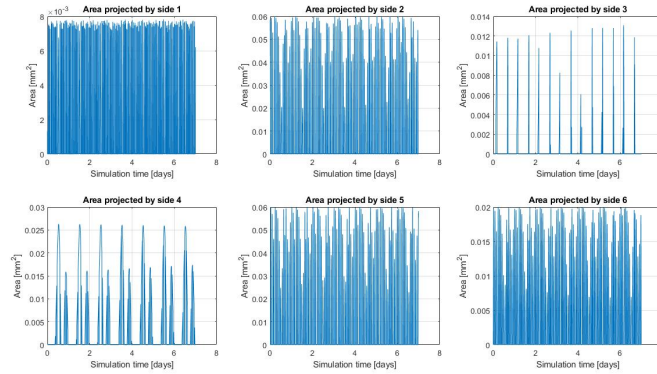 Area projected by side 1
×10⁻³
8
6
4
2
0
Area [mm²]
0 2 4 6 8
Simulation time [days]
Area projected by side 2
0.06
0.05
0.04
0.03
0.02
0.01
0
Area [mm²]
0 2 4 6 8
Simulation time [days]
Area projected by side 3
0.014
0.012
0.01
0.008
0.006
0.004
0.002
0
Area [mm²]
0 2 4 6
Simulation time [days]
Area projected by side 4
0.03
0.025
0.02
0.015
0.01
0.005
0
Area [mm²]
0 2 4 6 8
Simulation time [days]
Area projected by side 5
0.06
0.05
0.04
0.03
0.02
0.01
0
Area [mm²]
0 2 4 6 8
Simulation time [days]
Area projected by side 6
0.02
0.015
0.01
0.005
0
Area [mm²]
0 2 4 6
Simulation time [days]